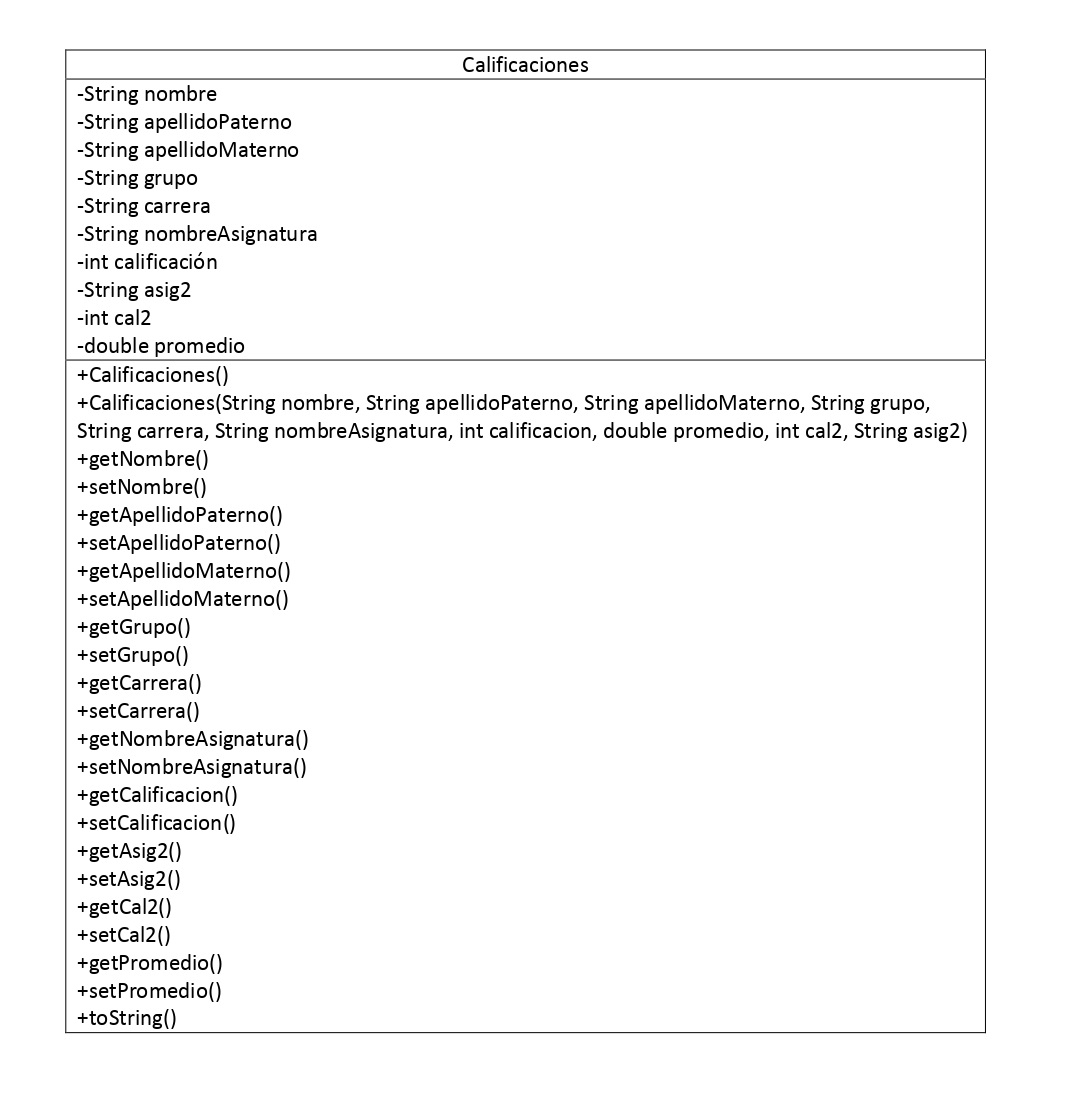 Calificaciones
-String nombre
-String apellidoPaterno
-String apellidoMaterno
-String grupo
-String carrera
-String nombreAsignatura
-int calificación
-String asig2
-int cal2
-double promedio
+Calificaciones()
+Calificaciones(String nombre, String apellidoPaterno, String apellidoMaterno, String grupo,
String carrera, String nombreAsignatura, int calificacion, double promedio, int cal2, String asig2)
+getNombre()
+setNombre()
+getApellidoPaterno()
+setApellidoPaterno()
+getApellidoMaterno()
+setApellidoMaterno()
+getGrupo()
+setGrupo()
+getCarrera()
+setCarrera()
+getNombreAsignatura()
+setNombreAsignatura()
+getCalificacion()
+setCalificacion()
+getAsig2()
+setAsig2()
+getCal2()
+setCal2()
+getPromedio()
+setPromedio()
+toString()